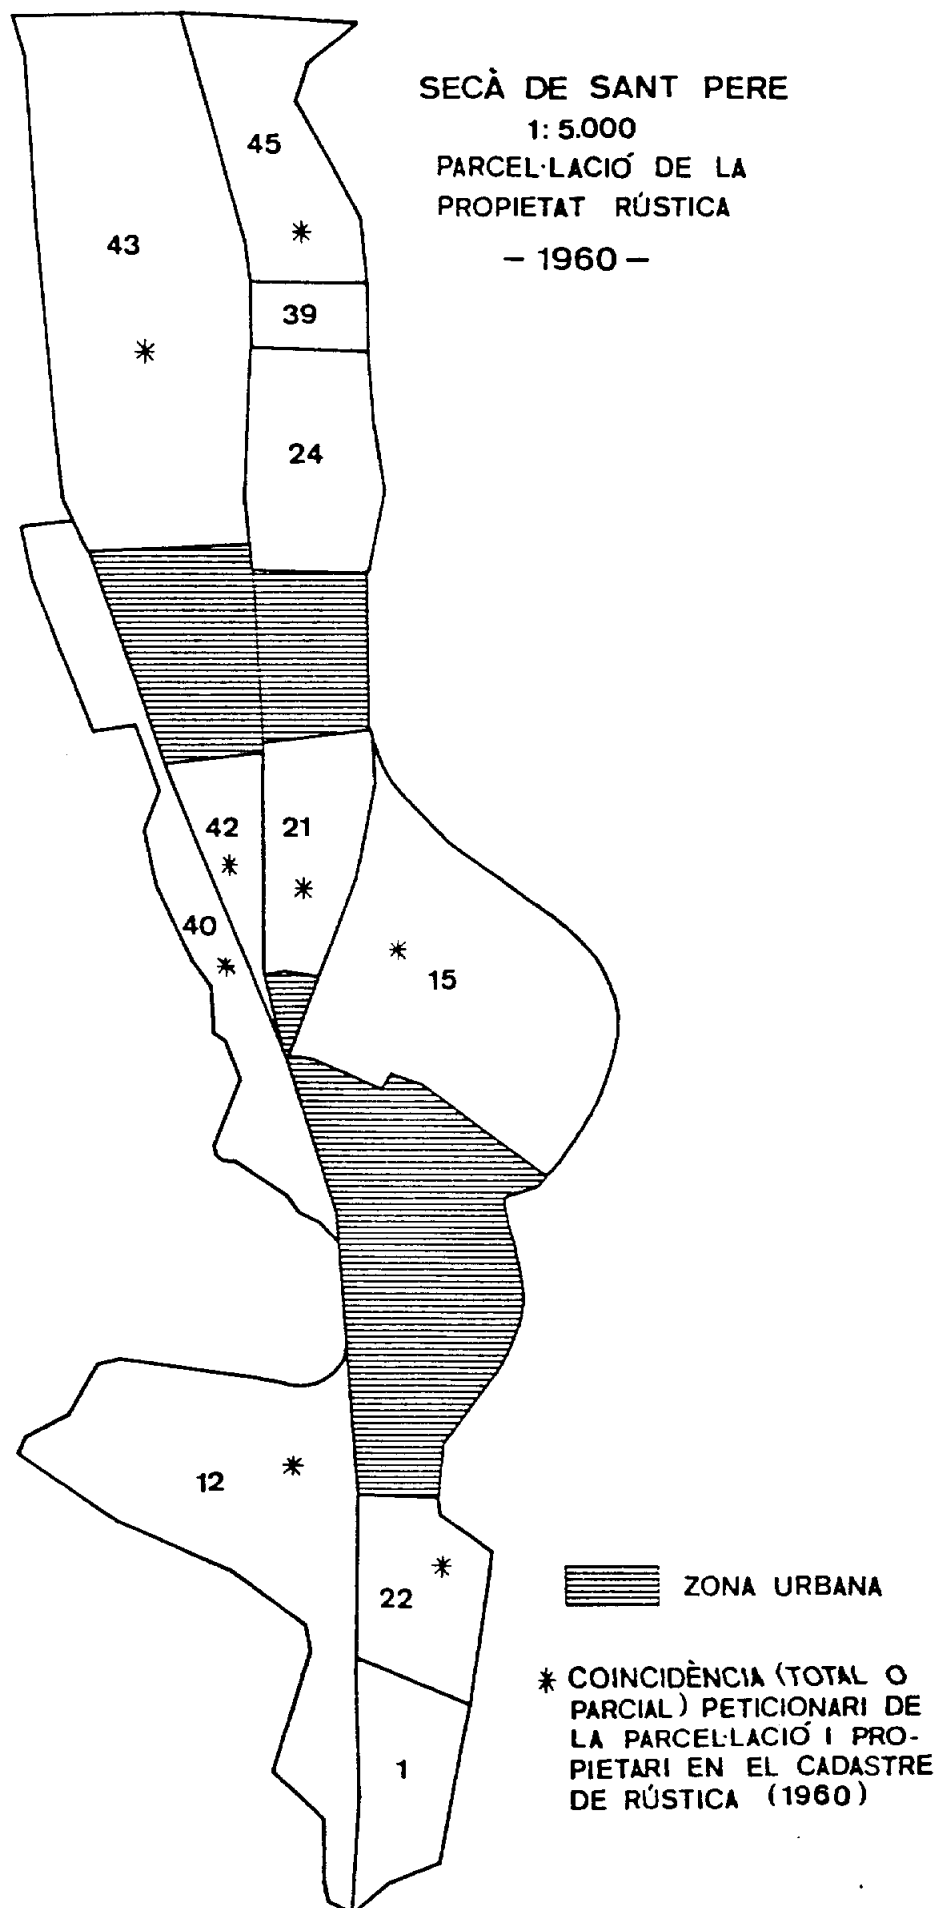 SECÀ DE SANT PERE
1: 5.000
PARCEL·LACIÓ DE LA
PROPIETAT RÚSTICA
– 1960 –
45
43
39
24
42
21
40
15
12
22
1
ZONA URBANA
* COINCIDÈNCIA (TOTAL O
PARCIAL) PETICIONARI DE
LA PARCEL·LACIÓ I PRO-
PIETARI EN EL CADASTRE
DE RÚSTICA (1960)